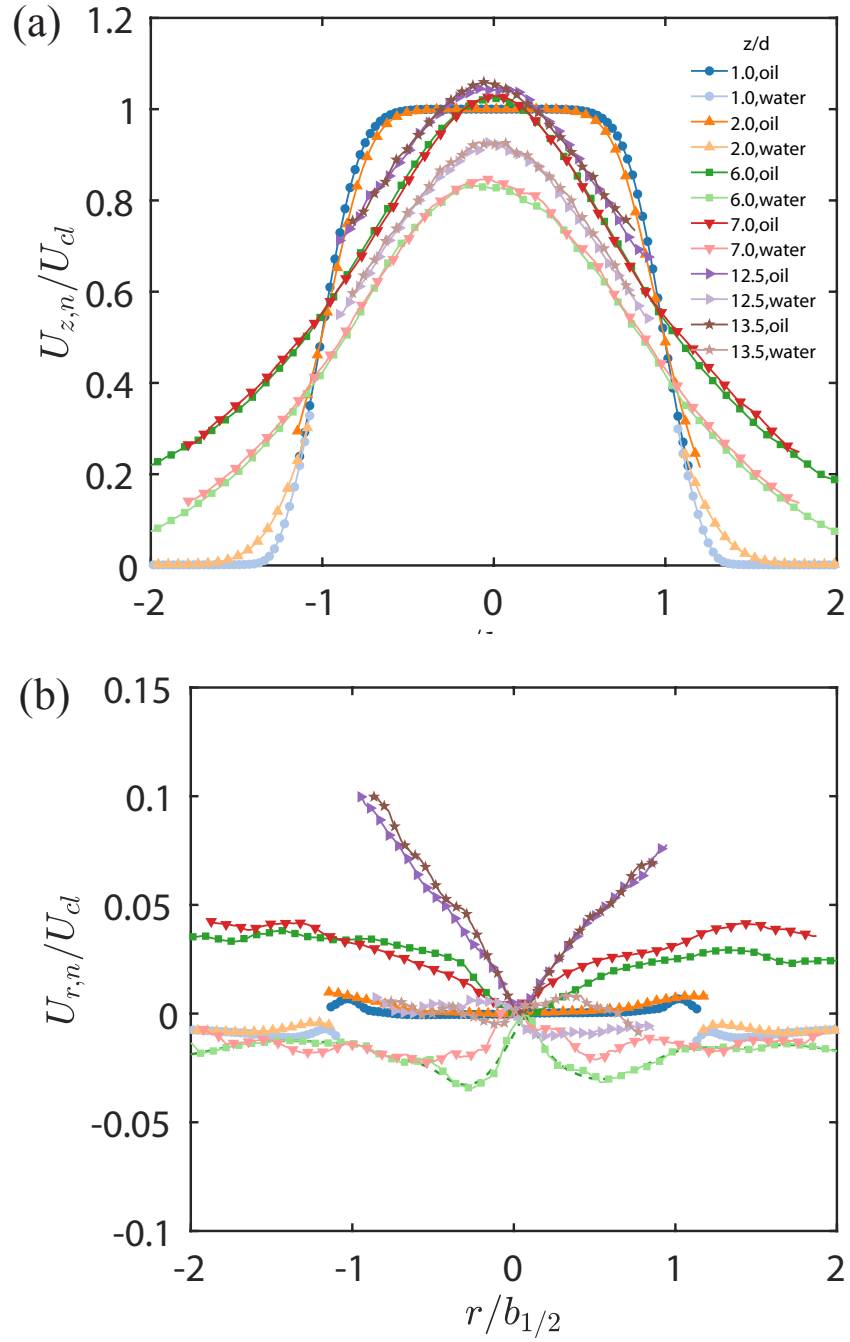 (a)
1.2
1
0.8
0.6
0.4
0.2
0
U_{z,n}/U_{cl}
z/d
1.0,oil
1.0,water
2.0,oil
2.0,water
6.0,oil
6.0,water
7.0,oil
7.0,water
12.5,oil
12.5,water
13.5,oil
13.5,water
-2 -1 0 1 2
(b)
0.15
0.1
0.05
0
-0.05
-0.1
U_{r,n}/U_{cl}
-2 -1 0 1 2
r/b_{1/2}